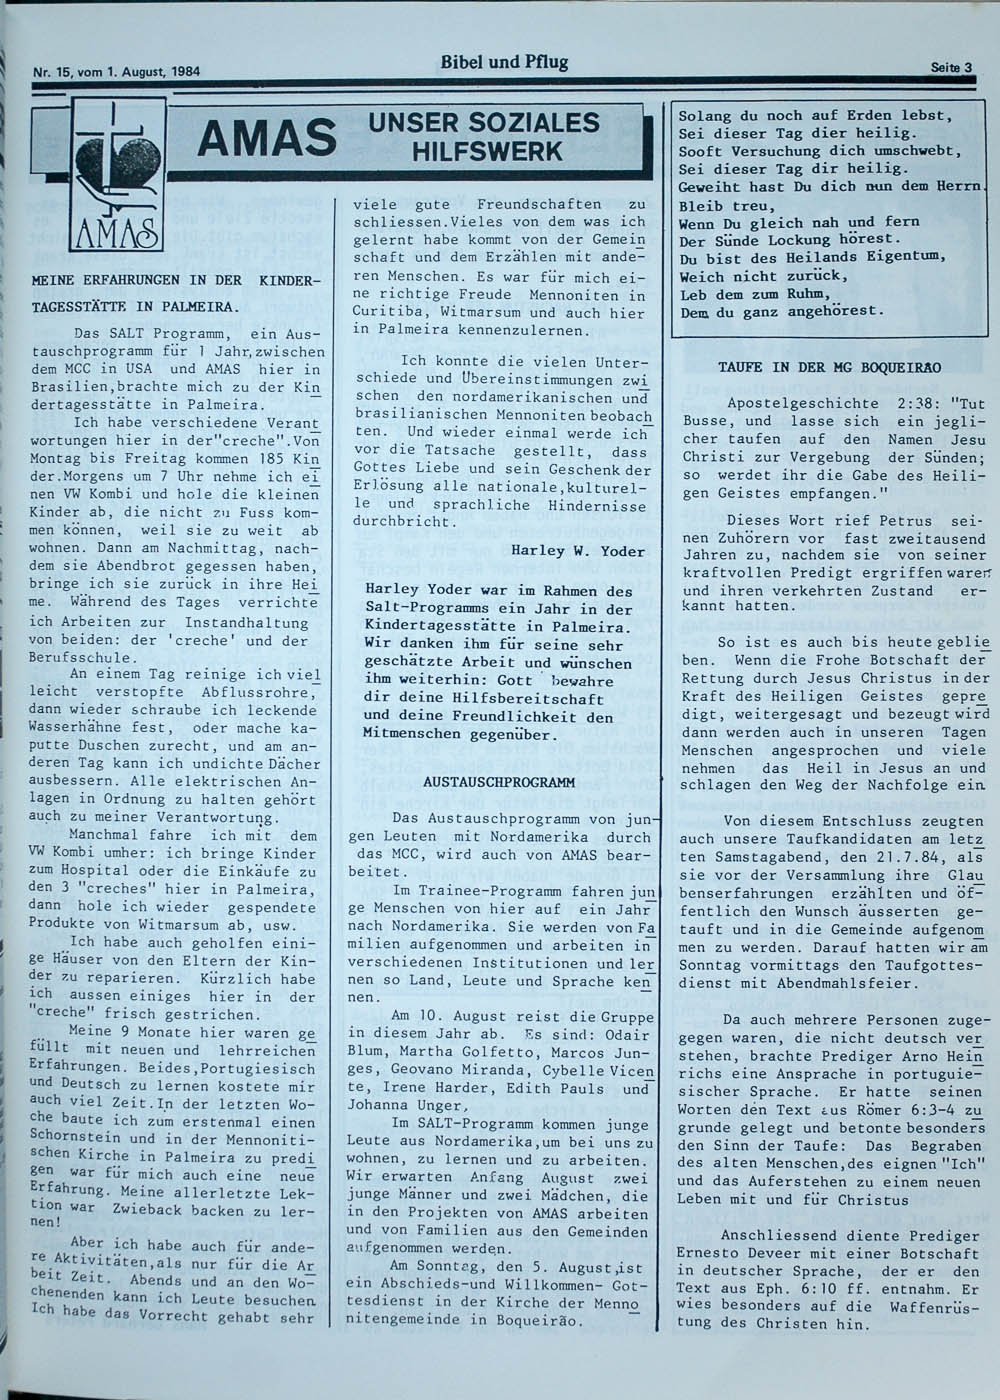 Nr. 15, vom 1. August, 1984
Bibel und Pflug
Seite 3
AMAS
UNSER SOZIALES
HILFSWERK
AMAS
MEINE ERFAHRUNGEN IN DER KINDER-
TAGESSTÄTTE IN PALMEIRA.
Das SALT Programm, ein Aus-
tauschprogramm für 1 Jahr,zwischen
dem MCC in USA und AMAS hier in
Brasilien,brachte mich zu der Kin
dertagesstätte in Palmeira.
Ich habe verschiedene Verant
wortungen hier in der"creche".Von
Montag bis Freitag kommen 185 Kin
der.Morgens um 7 Uhr nehme ich ei
nen VW Kombi und hole die kleinen
Kinder ab, die nicht zu Fuss kom-
men können, weil sie zu weit ab
wohnen. Dann am Nachmittag, nach-
dem sie Abendbrot gegessen haben,
bringe ich sie zurück in ihre Hei
me. Während des Tages verrichte
ich Arbeiten zur Instandhaltung
von beiden: der 'creche' und der
Berufsschule.
An einem Tag reinige ich viel
leicht verstopfte Abflussrohre,
dann wieder schraube ich leckende
Wasserhähne fest, oder mache ka-
putte Duschen zurecht, und am an-
deren Tag kann ich undichte Dächer
ausbessern. Alle elektrischen An-
lagen in Ordnung zu halten gehört
auch zu meiner Verantwortung.
Manchmal fahre ich mit dem
VW Kombi umher: ich bringe Kinder
zum Hospital oder die Einkäufe zu
den 3 "creches" hier in Palmeira,
dann hole ich wieder gespendete
Produkte von Witmarsum ab, usw.
Ich habe auch geholfen eini-
ge Häuser von den Eltern der Kin-
der zu reparieren. Kürzlich habe
ich aussen einiges hier in der
"creche" frisch gestrichen.
Meine 9 Monate hier waren ge
füllt mit neuen und lehrreichen
Erfahrungen. Beides,Portugiesisch
und Deutsch zu lernen kostete mir
auch viel Zeit.In der letzten Wo-
che baute ich zum erstenmal einen
Schornstein und in der Mennoniti-
schen Kirche in Palmeira zu predi
gen war für mich auch eine neue
Erfahrung. Meine allerletzte Lek-
tion war Zwieback backen zu ler-
nen!
Aber ich habe auch für ande-
re Aktivitäten,als nur für die Ar
beit Zeit. Abends und an den Wo-
chenenden kann ich Leute besuchen.
Ich habe das Vorrecht gehabt sehr
viele gute Freundschaften zu
schliessen.Vieles von dem was ich
gelernt habe kommt von der Gemein
schaft und dem Erzählen mit ande-
ren Menschen. Es war für mich ei-
ne richtige Freude Mennoniten in
Curitiba, Witmarsum und auch hier
in Palmeira kennenzulernen.
Ich konnte die vielen Unter-
schiede und Übereinstimmungen zwi
schen den nordamerikanischen und
brasilianischen Mennoniten beobach
ten. Und wieder einmal werde ich
vor die Tatsache gestellt, dass
Gottes Liebe und sein Geschenk der
Erlösung alle nationale,kulturel-
le und sprachliche Hindernisse
durchbricht.
Harley W. Yoder
Harley Yoder war im Rahmen des
Salt-Programms ein Jahr in der
Kindertagesstätte in Palmeira.
Wir danken ihm für seine sehr
geschätzte Arbeit und wünschen
ihm weiterhin: Gott bewahre
dir deine Hilfsbereitschaft
und deine Freundlichkeit den
Mitmenschen gegenüber.
AUSTAUSCHPROGRAMM
Das Austauschprogramm von jun-
gen Leuten mit Nordamerika durch
das MCC, wird auch von AMAS bear-
beitet.
Im Trainee-Programm fahren jun
ge Menschen von hier auf ein Jahr
nach Nordamerika. Sie werden von Fa
milien aufgenommen und arbeiten in
verschiedenen Institutionen und ler
nen so Land, Leute und Sprache ken
nen.
Am 10. August reist die Gruppe
in diesem Jahr ab. Es sind: Odair
Blum, Martha Golfetto, Marcos Jun-
ges, Geovano Miranda, Cybelle Vicen
te, Irene Harder, Edith Pauls und
Johanna Unger,
Im SALT-Programm kommen junge
Leute aus Nordamerika,um bei uns zu
wohnen, zu lernen und zu arbeiten.
Wir erwarten Anfang August zwei
junge Männer und zwei Mädchen, die
in den Projekten von AMAS arbeiten
und von Familien aus den Gemeinden
aufgenommen werden.
Am Sonntag, den 5. August,ist
ein Abschieds-und Willkommen- Got-
tesdienst in der Kirche der Menno
nitengemeinde in Boqueirão.
Solang du noch auf Erden lebst,
Sei dieser Tag dier heilig.
Sooft Versuchung dich umschwebt,
Sei dieser Tag dir heilig.
Geweiht hast Du dich nun dem Herrn.
Bleib treu,
Wenn Du gleich nah und fern
Der Sünde Lockung hörest.
Du bist des Heilands Eigentum,
Weich nicht zurück,
Leb dem zum Ruhm,
Dem du ganz angehörest.
TAUFE IN DER MG BOQUEIRÃO
Apostelgeschichte 2:38: "Tut
Busse, und lasse sich ein jegli-
cher taufen auf den Namen Jesu
Christi zur Vergebung der Sünden;
so werdet ihr die Gabe des Heili-
gen Geistes empfangen."
Dieses Wort rief Petrus sei-
nen Zuhörern vor fast zweitausend
Jahren zu, nachdem sie von seiner
kraftvollen Predigt ergriffen waren
und ihren verkehrten Zustand er-
kannt hatten.
So ist es auch bis heute geblie
ben. Wenn die Frohe Botschaft der
Rettung durch Jesus Christus in der
Kraft des Heiligen Geistes gepre
digt, weitergesagt und bezeugt wird
dann werden auch in unseren Tagen
Menschen angesprochen und viele
nehmen das Heil in Jesus an und
schlagen den Weg der Nachfolge ein.
Von diesem Entschluss zeugten
auch unsere Taufkandidaten am letz
ten Samstagabend, den 21.7.84, als
sie vor der Versammlung ihre Glau
benserfahrungen erzählten und öf-
fentlich den Wunsch äusserten ge-
tauft und in die Gemeinde aufgenom
men zu werden. Darauf hatten wir am
Sonntag vormittags den Taufgottes-
dienst mit Abendmahlsfeier.
Da auch mehrere Personen zuge-
gegen waren, die nicht deutsch ver
stehen, brachte Prediger Arno Hein
richs eine Ansprache in portugie-
sischer Sprache. Er hatte seinen
Worten den Text aus Römer 6:3-4 zu
grunde gelegt und betonte besonders
den Sinn der Taufe: Das Begraben
des alten Menschen,des eignen "Ich"
und das Auferstehen zu einem neuen
Leben mit und für Christus
Anschliessend diente Prediger
Ernesto Deveer mit einer Botschaft
in deutscher Sprache, der er den
Text aus Eph. 6:10 ff. entnahm. Er
wies besonders auf die Waffenrüs-
tung des Christen hin.